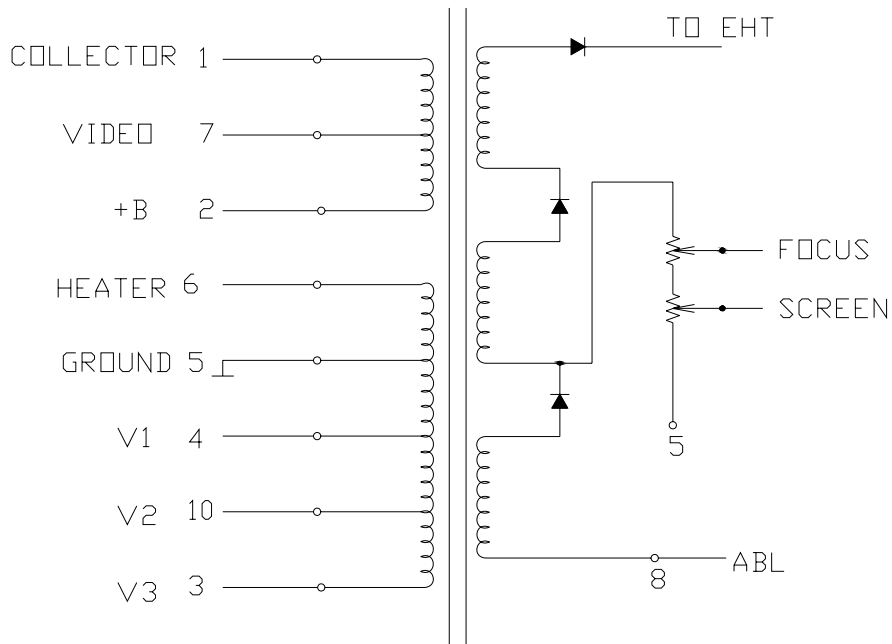 TO EHT
COLLECTOR 1
VIDEO 7
+B 2
FOCUS
HEATER 6
SCREEN
GROUND 5
V1 4
5
V2 10
ABL
8
V3 3